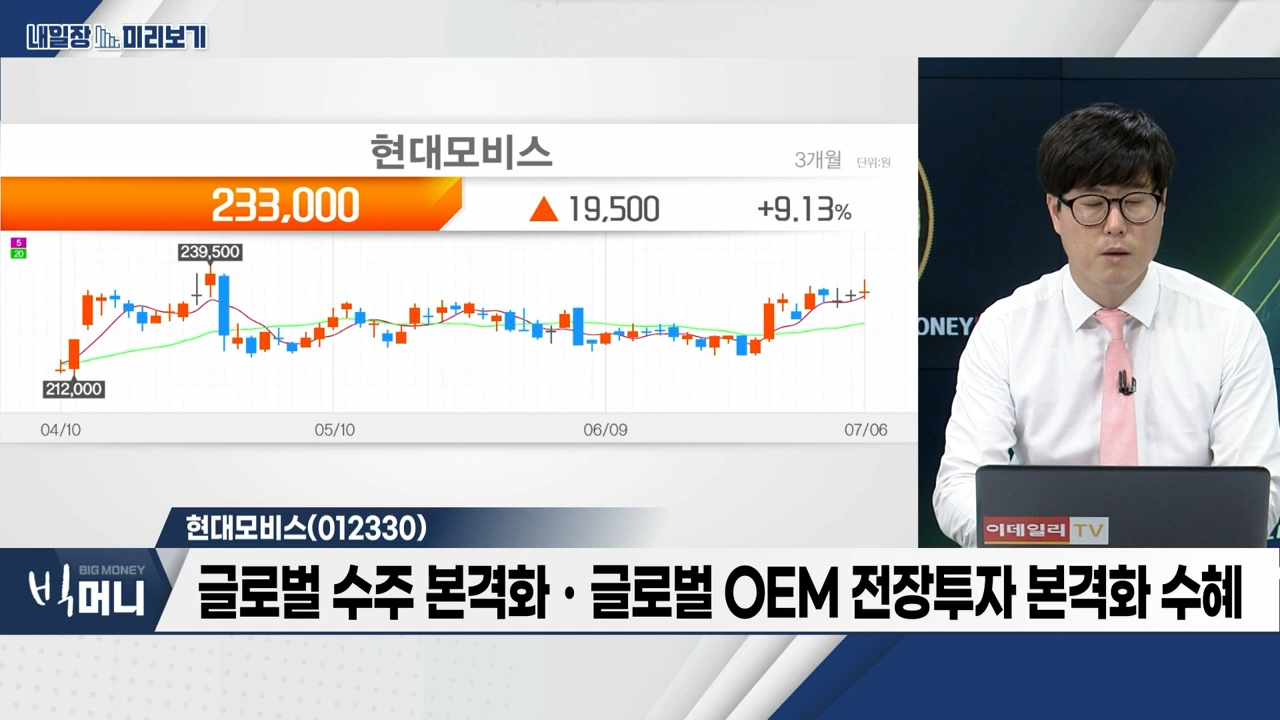 내일장 미리보기
현대모비스
3개월 단위:원
233,000 ▲ 19,500 +9.13%
5
20
239,500
212,000
04/10 05/10 06/09 07/06
ONEY
이데일리 TV
현대모비스(012330)
BIG MONEY
빅머니
글로벌 수주 본격화 · 글로벌 OEM 전장투자 본격화 수혜